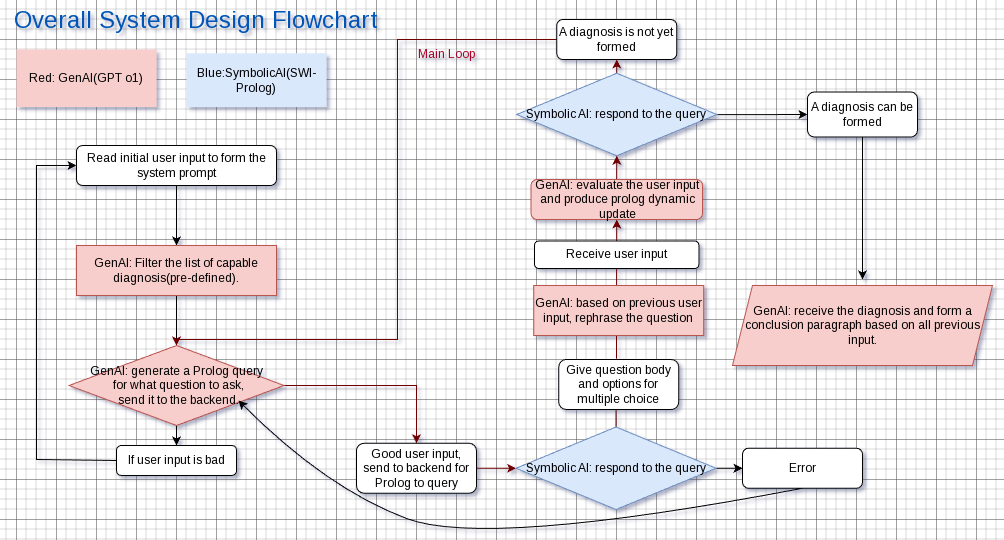 Overall System Design Flowchart
Red: GenAI(GPT o1)
Blue:SymbolicAI(SWI-
Prolog)
Main Loop
A diagnosis is not yet
formed
Symbolic AI: respond to the query
A diagnosis can be
formed
Read initial user input to form the
system prompt
GenAI: evaluate the user input
and produce prolog dynamic
update
Receive user input
GenAI: Filter the list of capable
diagnosis(pre-defined).
GenAI: based on previous user
input, rephrase the question
GenAI: receive the diagnosis and form a
conclusion paragraph based on all previous
input.
GenAI: generate a Prolog query
for what question to ask,
send it to the backend.
Give question body
and options for
multiple choice
If user input is bad
Good user input,
send to backend for
Prolog to query
Symbolic AI: respond to the query
Error